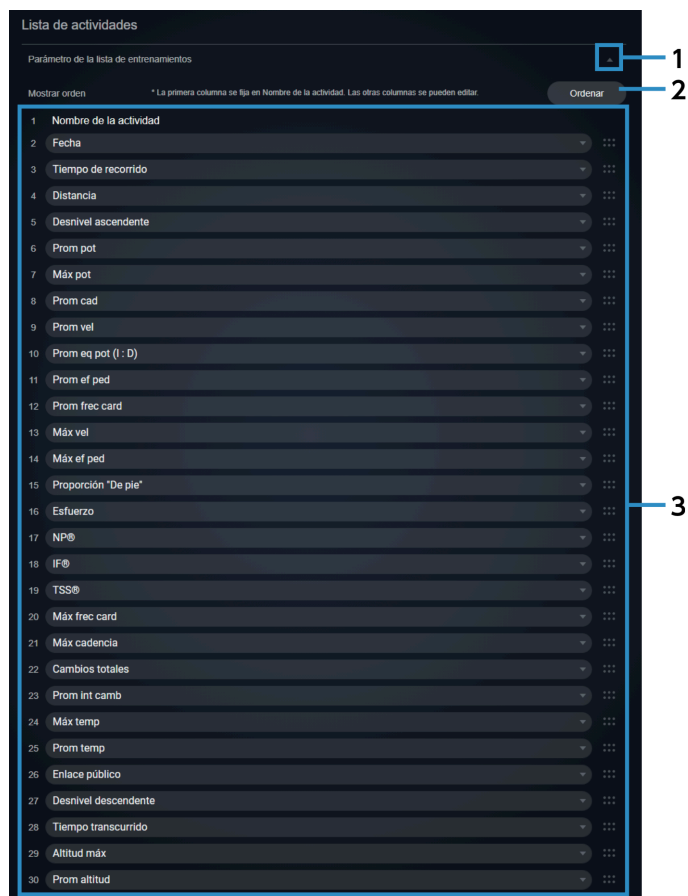 Lista de actividades
Parámetro de la lista de entrenamientos
1
Mostrar orden * La primera columna se fija en Nombre de la actividad. Las otras columnas se pueden editar. Ordenar 2
1 Nombre de la actividad
2 Fecha
3 Tiempo de recorrido
4 Distancia
5 Desnivel ascendente
6 Prom pot
7 Máx pot
8 Prom cad
9 Prom vel
10 Prom eq pot (I : D)
11 Prom ef ped
12 Prom frec card
13 Máx vel
14 Máx ef ped
15 Proporción "De pie"
16 Esfuerzo
3
17 NP®
18 IF®
19 TSS®
20 Máx frec card
21 Máx cadencia
22 Cambios totales
23 Prom int camb
24 Máx temp
25 Prom temp
26 Enlace público
27 Desnivel descendente
28 Tiempo transcurrido
29 Altitud máx
30 Prom altitud